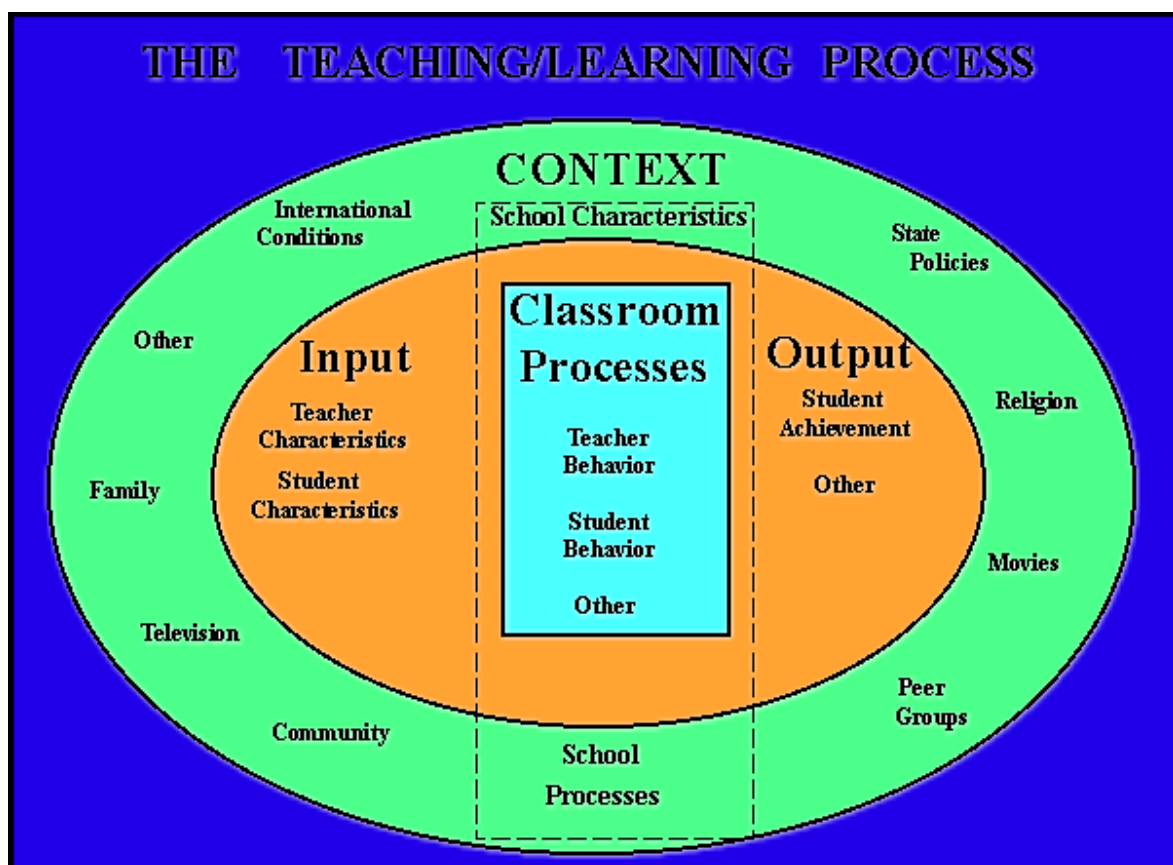 THE TEACHING/LEARNING PROCESS
CONTEXT
School Characteristics
International
Conditions
State
Policies
Other
Family
Television
Community
Input
Teacher
Characteristics
Student
Characteristics
Classroom
Processes
Teacher
Behavior
Student
Behavior
Other
Output
Student
Achievement
Other
Religion
Movies
Peer
Groups
School
Processes